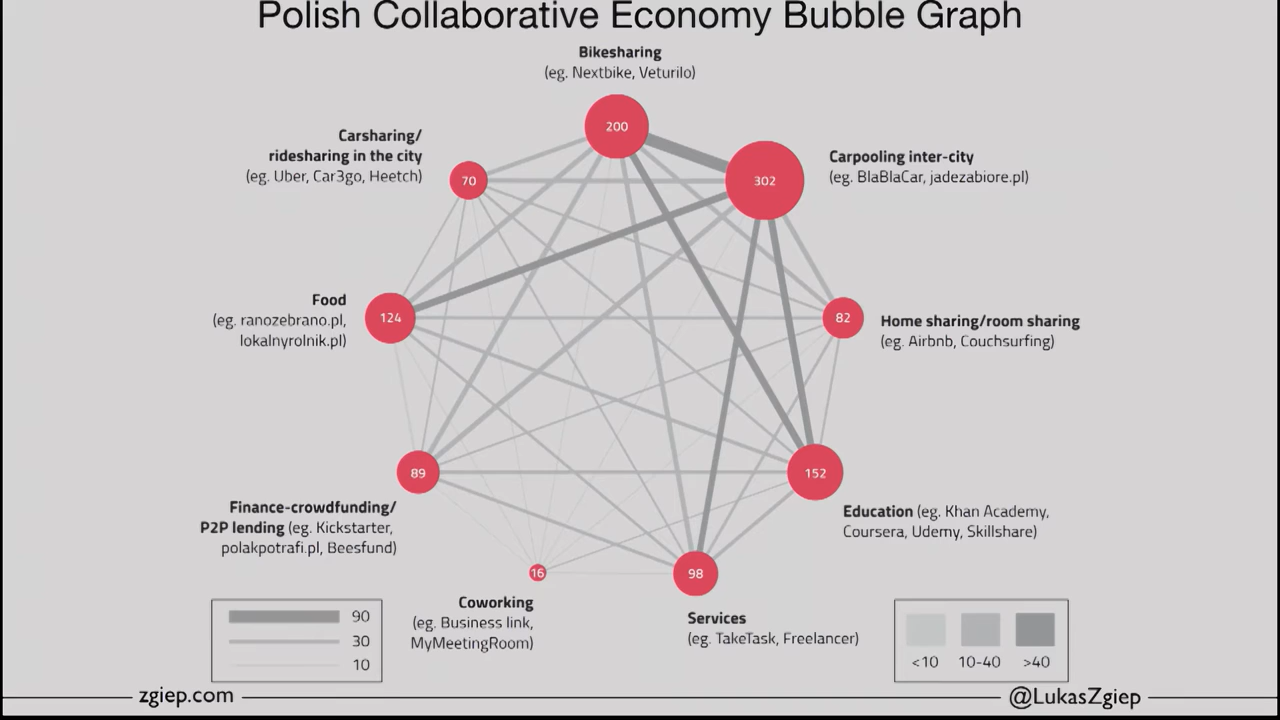 Polish Collaborative Economy Bubble Graph
Bikesharing
(eg. Nextbike, Veturilo)
200
Carsharing/
ridesharing in the city
(eg. Uber, Car3go, Heetch)
70
302
Carpooling inter-city
(eg. BlaBlaCar, jadezabiore.pl)
Food
(eg. ranozebrano.pl,
lokalnyrolnik.pl)
124
82
Home sharing/room sharing
(eg. Airbnb, Couchsurfing)
89
Finance-crowdfunding/
P2P lending (eg. Kickstarter,
polakpotrafi.pl, Beesfund)
152
Education (eg. Khan Academy,
Coursera, Udemy, Skillshare)
16
Coworking
(eg. Business link,
MyMeetingRoom)
98
Services
(eg. TakeTask, Freelancer)
90
30
10
<10 10-40 >40
zgiep.com
@LukasZgiep